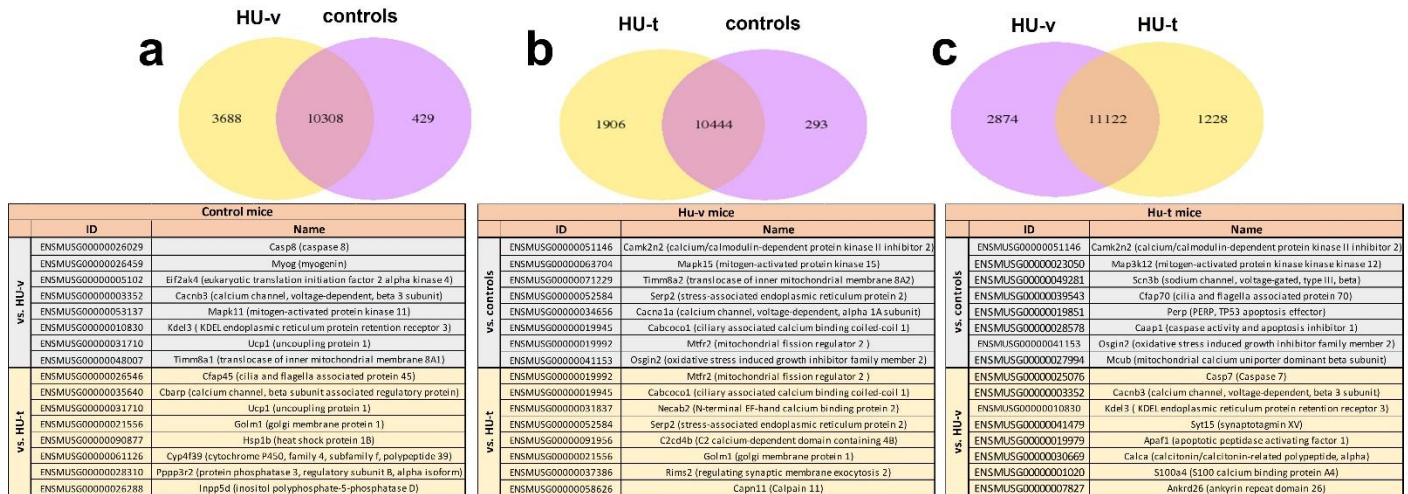 a
HU-v controls
3688 10308 429
b
HU-t controls
1906 10444 293
c
HU-v HU-t
2874 11122 1228
Control mice
ID Name
vs. HU-v
ENSMUSG00000026029 Casp8 (caspase 8)
ENSMUSG00000026459 Myog (myogenin)
ENSMUSG00000005102 Eif2ak4 (eukaryotic translation initiation factor 2 alpha kinase 4)
ENSMUSG00000003352 Cacnb3 (calcium channel, voltage-dependent, beta 3 subunit)
ENSMUSG00000053137 Mapk11 (mitogen-activated protein kinase 11)
ENSMUSG00000010830 Kdel3 ( KDEL endoplasmic reticulum protein retention receptor 3)
ENSMUSG00000031710 Ucp1 (uncoupling protein 1)
ENSMUSG00000048007 Timm8a1 (translocase of inner mitochondrial membrane 8A1)
vs. HU-t
ENSMUSG00000026546 Cfap45 (cilia and flagella associated protein 45)
ENSMUSG00000035640 Cbarp (calcium channel, beta subunit associated regulatory protein)
ENSMUSG00000031710 Ucp1 (uncoupling protein 1)
ENSMUSG00000021556 Golm1 (golgi membrane protein 1)
ENSMUSG00000090877 Hsp1b (heat shock protein 1B)
ENSMUSG00000061126 Cyp4f39 (cytochrome P450, family 4, subfamily f, polypeptide 39)
ENSMUSG00000028310 Pppp3r2 (protein phosphatase 3, regulatory subunit B, alpha isoform)
ENSMUSG00000026288 Inpp5d (inositol polyphosphate-5-phosphatase D)
Hu-v mice
ID Name
vs. controls
ENSMUSG00000051146 Camk2n2 (calcium/calmodulin-dependent protein kinase II inhibitor 2)
ENSMUSG00000063704 Mapk15 (mitogen-activated protein kinase 15)
ENSMUSG00000071229 Timm8a2 (translocase of inner mitochondrial membrane 8A2)
ENSMUSG00000052584 Serp2 (stress-associated endoplasmic reticulum protein 2)
ENSMUSG00000034656 Cacna1a (calcium channel, voltage-dependent, alpha 1A subunit)
ENSMUSG00000019945 Cabcoco1 (ciliary associated calcium binding coiled-coil 1)
ENSMUSG00000019992 Mtfr2 (mitochondrial fission regulator 2 )
ENSMUSG00000041153 Osgin2 (oxidative stress induced growth inhibitor family member 2)
vs. HU-t
ENSMUSG00000019992 Mtfr2 (mitochondrial fission regulator 2 )
ENSMUSG00000019945 Cabcoco1 (ciliary associated calcium binding coiled-coil 1)
ENSMUSG00000031837 Necab2 (N-terminal EF-hand calcium binding protein 2)
ENSMUSG00000052584 Serp2 (stress-associated endoplasmic reticulum protein 2)
ENSMUSG00000091956 C2cd4b (C2 calcium-dependent domain containing 4B)
ENSMUSG00000021556 Golm1 (golgi membrane protein 1)
ENSMUSG00000037386 Rims2 (regulating synaptic membrane exocytosis 2)
ENSMUSG00000058626 Capn11 (Calpain 11)
Hu-t mice
ID Name
vs. controls
ENSMUSG00000051146 Camk2n2 (calcium/calmodulin-dependent protein kinase II inhibitor 2)
ENSMUSG00000023050 Map3k12 (mitogen-activated protein kinase kinase kinase 12)
ENSMUSG00000049281 Scn3b (sodium channel, voltage-gated, type III, beta)
ENSMUSG00000039543 Cfap70 (cilia and flagella associated protein 70)
ENSMUSG00000019851 Perp (PERP, TP53 apoptosis effector)
ENSMUSG00000028578 Caap1 (caspase activity and apoptosis inhibitor 1)
ENSMUSG00000041153 Osgin2 (oxidative stress induced growth inhibitor family member 2)
ENSMUSG00000027994 Mcub (mitochondrial calcium uniporter dominant beta subunit)
vs. HU-v
ENSMUSG00000025076 Casp7 (Caspase 7)
ENSMUSG00000003352 Cacnb3 (calcium channel, voltage-dependent, beta 3 subunit)
ENSMUSG00000010830 Kdel3 ( KDEL endoplasmic reticulum protein retention receptor 3)
ENSMUSG00000041479 Syt15 (synaptotagmin XV)
ENSMUSG00000019979 Apaf1 (apoptotic peptidase activating factor 1)
ENSMUSG00000030669 Calca (calcitonin/calcitonin-related polypeptide, alpha)
ENSMUSG00000001020 S100a4 (S100 calcium binding protein A4)
ENSMUSG00000007827 Ankrd26 (ankyrin repeat domain 26)